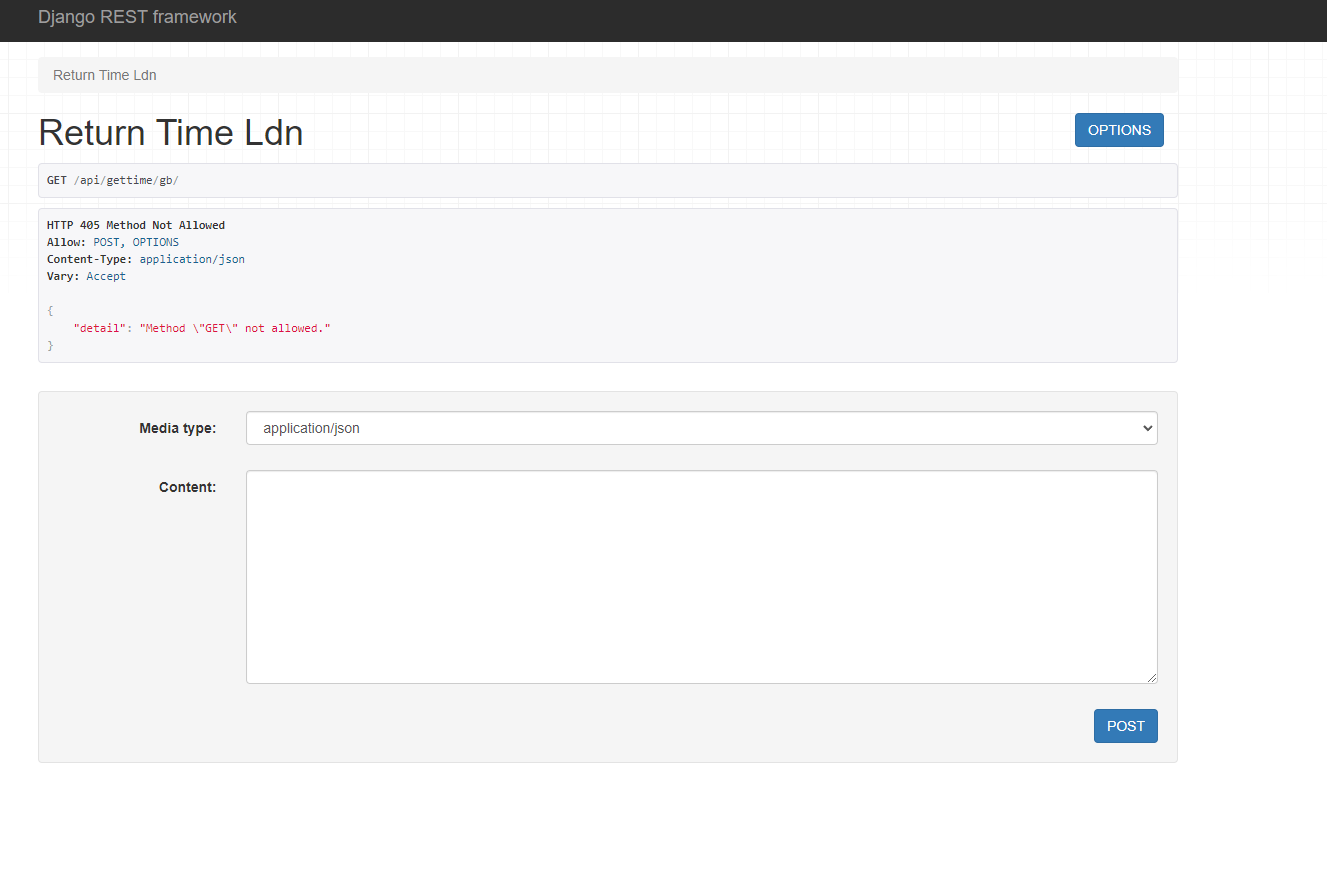 Django REST framework
Return Time Ldn
Return Time Ldn
OPTIONS
GET /api/gettime/gb/
HTTP 405 Method Not Allowed
Allow: POST, OPTIONS
Content-Type: application/json
Vary: Accept
{
    "detail": "Method \"GET\" not allowed."
}
Media type:
application/json
Content:
POST